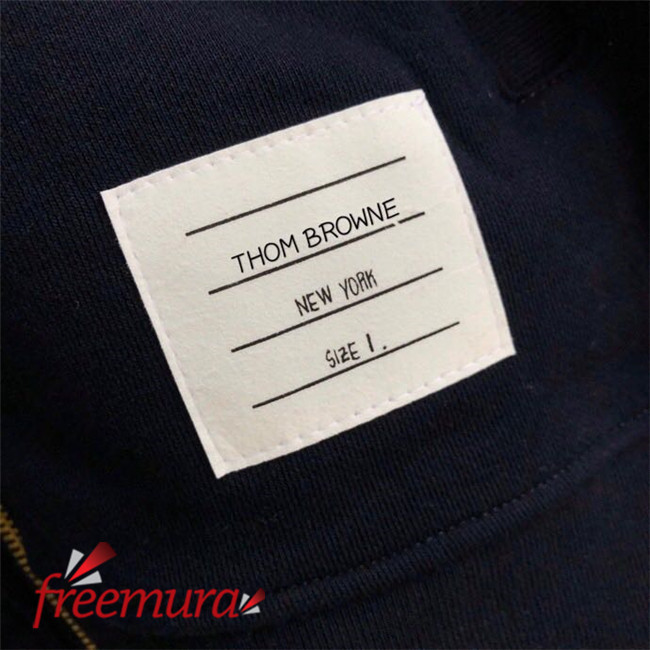 THOM BROWNE
NEW YORK
SIZE 1.
freemura